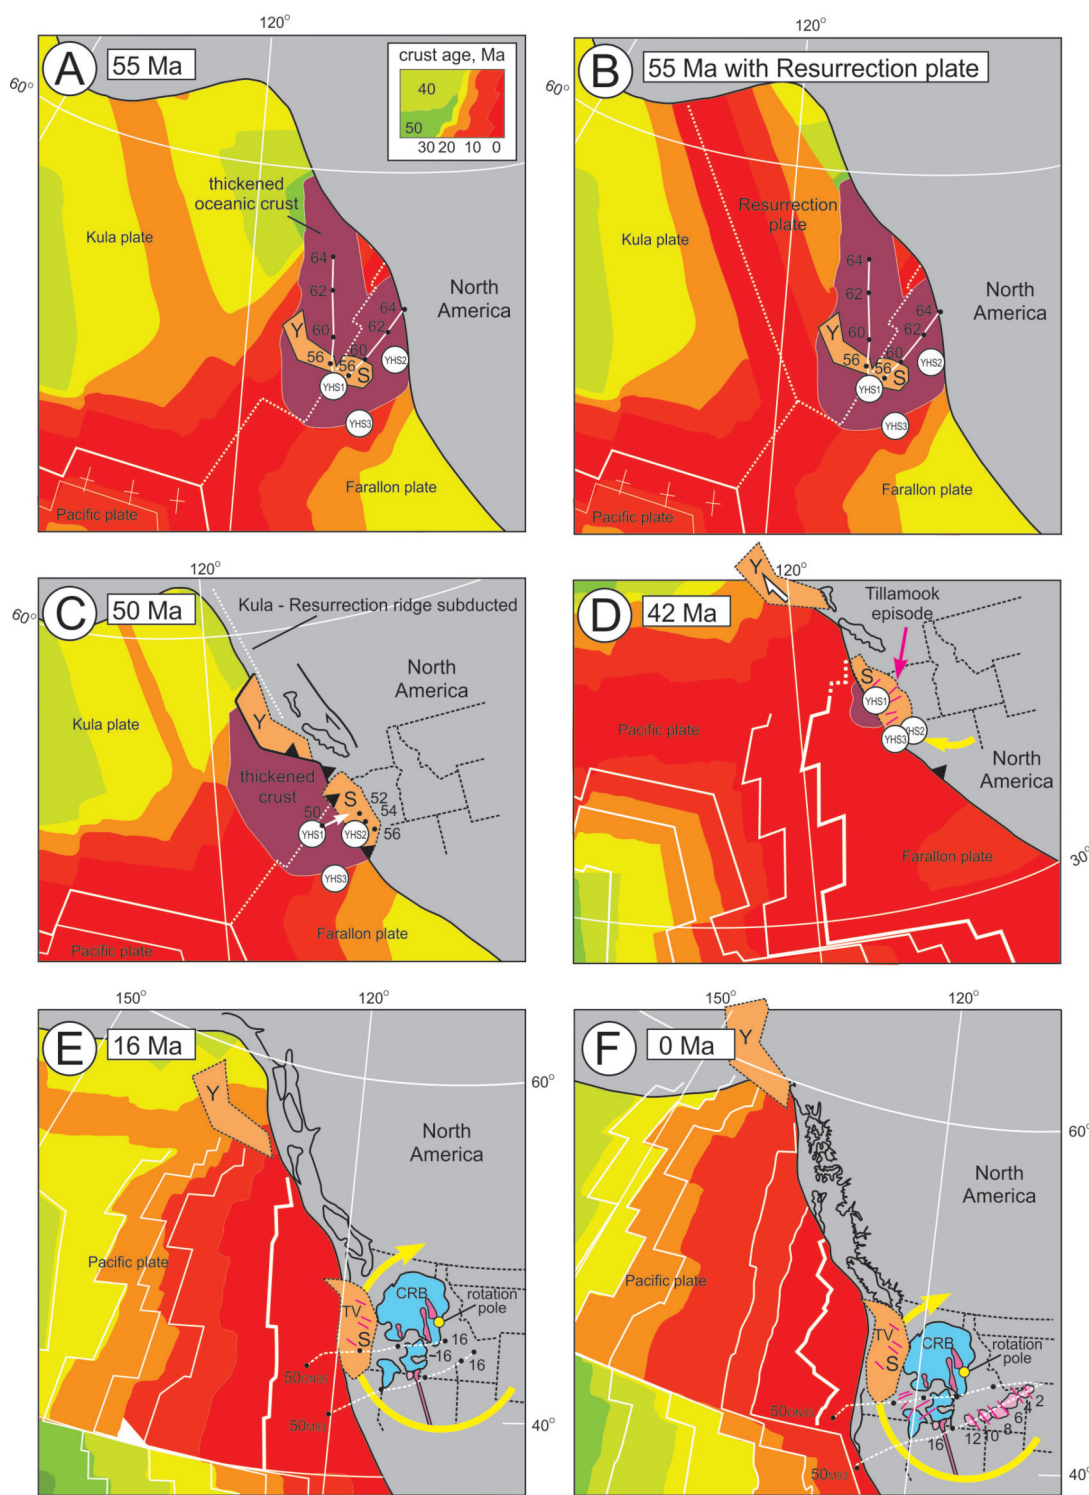 120°
A
55 Ma
crust age, Ma
40
50
30 20 10 0
60°
thickened
oceanic crust
Kula plate
64
62
60
56
64
62
60
56
Y
S
YHS1
YHS2
YHS3
North
America
Farallon plate
Pacific plate
120°
B
55 Ma with Resurrection plate
60°
Resurrection
plate
Kula plate
64
62
60
56
64
62
60
56
Y
S
YHS1
YHS2
YHS3
North
America
Farallon plate
Pacific plate
120°
C
50 Ma
60°
Kula - Resurrection ridge subducted
North
America
Kula plate
Y
thickened
crust
S
50
52
54
56
YHS1
YHS2
YHS3
Farallon plate
Pacific plate
Y
120°
D
42 Ma
Tillamook
episode
S
YHS1
YHS2
YHS3
Pacific plate
North
America
Farallon plate
30°
150°
120°
E
16 Ma
60°
Y
North
America
Pacific plate
CRB
rotation
pole
TV
S
16
16
16
50DN05
50M93
40°
150°
120°
F
0 Ma
Y
60°
North
America
Pacific plate
CRB
rotation
pole
TV
S
2
4
6
8
10
12
16
50M93
40°